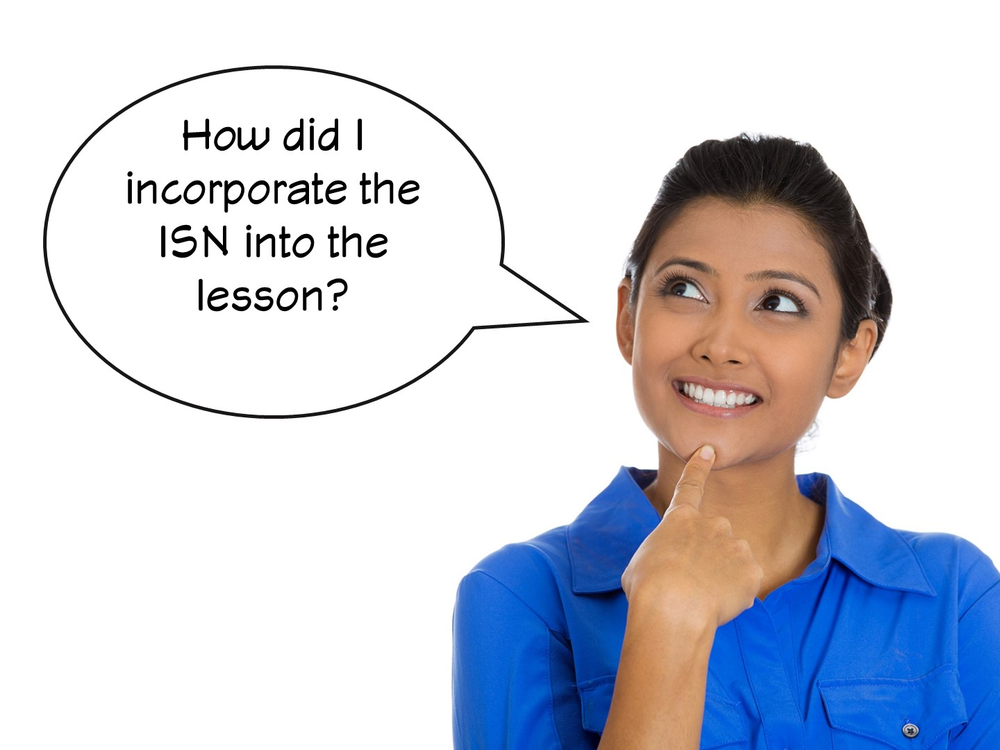 How did I
incorporate the
ISN into the
lesson?